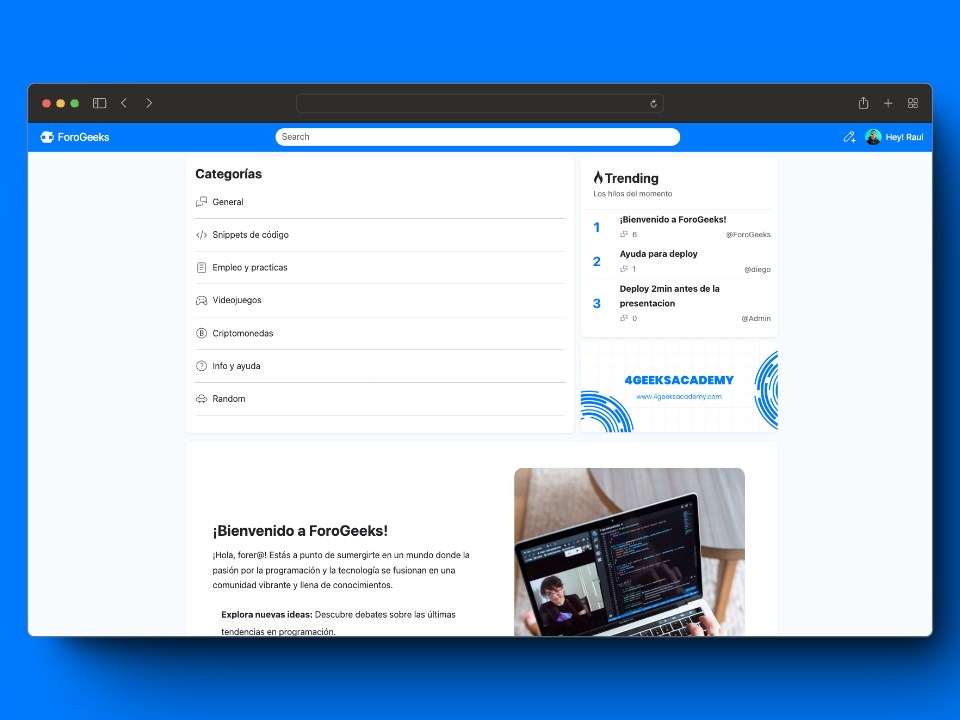 ForoGeeks
Search
Hey! Raul
Categorías
General
Snippets de código
Empleo y practicas
Videojuegos
Criptomonedas
Info y ayuda
Random
Trending
Los hilos del momento
1
¡Bienvenido a ForoGeeks!
6
@ForoGeeks
2
Ayuda para deploy
1
@diego
3
Deploy 2min antes de la
presentacion
0
@Admin
4GEEKSACADEMY
www.4geeksacademy.com
¡Bienvenido a ForoGeeks!
¡Hola, forer@! Estás a punto de sumergirte en un mundo donde la
pasión por la programación y la tecnología se fusionan en una
comunidad vibrante y llena de conocimientos.
Explora nuevas ideas: Descubre debates sobre las últimas
tendencias en programación.